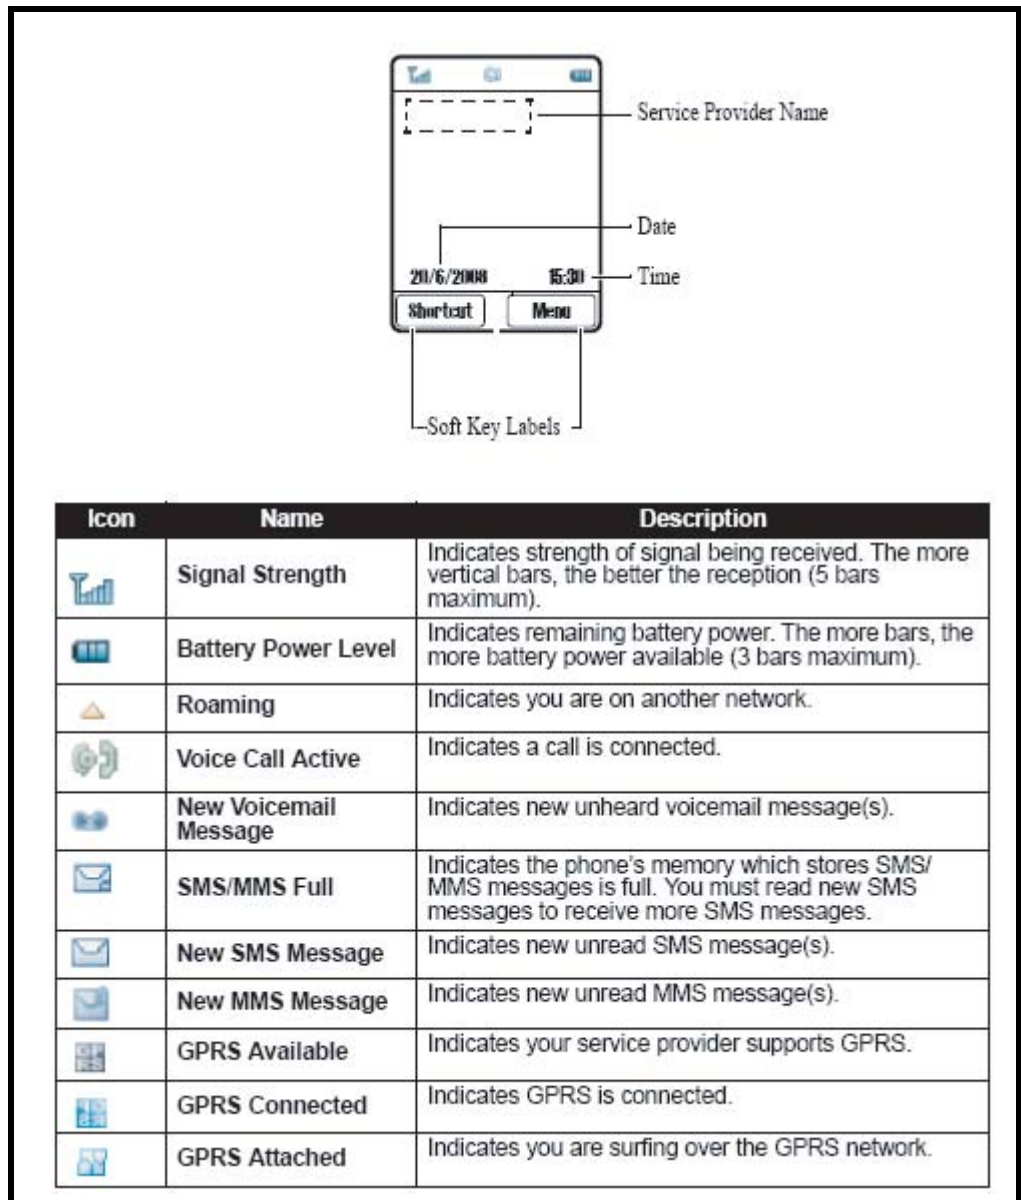 Service Provider Name
Date
20/6/2008 15:30
Time
Shortcut Menu
Soft Key Labels
Icon Name Description
Signal Strength
Indicates strength of signal being received. The more
vertical bars, the better the reception (5 bars
maximum).
Battery Power Level
Indicates remaining battery power. The more bars, the
more battery power available (3 bars maximum).
Roaming
Indicates you are on another network.
Voice Call Active
Indicates a call is connected.
New Voicemail
Message
Indicates new unheard voicemail message(s).
SMS/MMS Full
Indicates the phone's memory which stores SMS/
MMS messages is full. You must read new SMS
messages to receive more SMS messages.
New SMS Message
Indicates new unread SMS message(s).
New MMS Message
Indicates new unread MMS message(s).
GPRS Available
Indicates your service provider supports GPRS.
GPRS Connected
Indicates GPRS is connected.
GPRS Attached
Indicates you are surfing over the GPRS network.